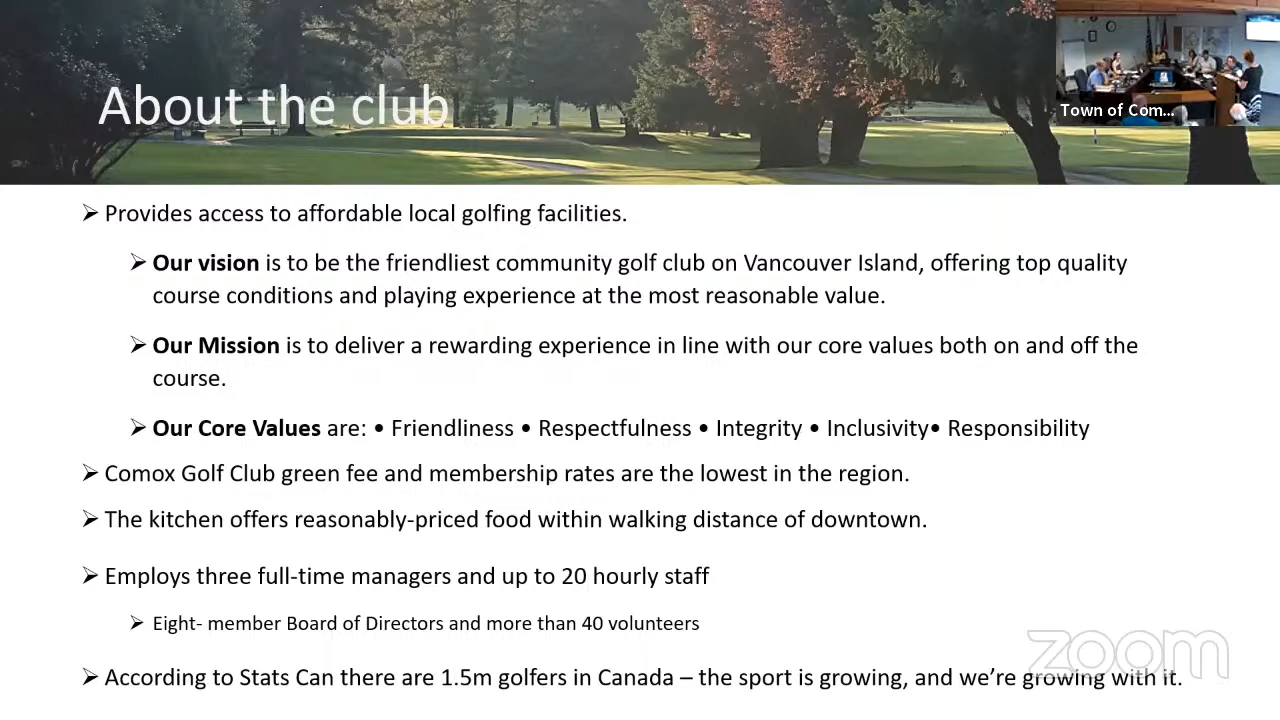 About the club
Town of Com...
➢ Provides access to affordable local golfing facilities.
➢ Our vision is to be the friendliest community golf club on Vancouver Island, offering top quality
course conditions and playing experience at the most reasonable value.
➢ Our Mission is to deliver a rewarding experience in line with our core values both on and off the
course.
➢ Our Core Values are: • Friendliness • Respectfulness • Integrity • Inclusivity• Responsibility
➢ Comox Golf Club green fee and membership rates are the lowest in the region.
➢ The kitchen offers reasonably-priced food within walking distance of downtown.
➢ Employs three full-time managers and up to 20 hourly staff
➢ Eight- member Board of Directors and more than 40 volunteers
➢ According to Stats Can there are 1.5m golfers in Canada – the sport is growing, and we’re growing with it.
zoom